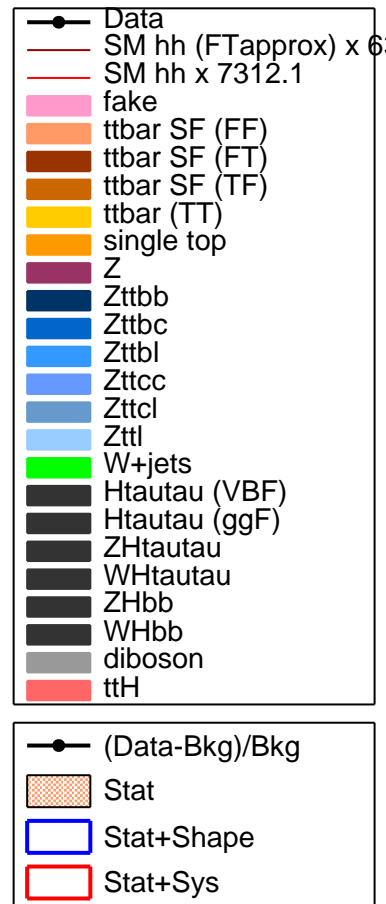 Data
SM hh (FTapprox) x 63
SM hh x 7312.1
fake
ttbar SF (FF)
ttbar SF (FT)
ttbar SF (TF)
ttbar (TT)
single top
Z
Zttbb
Zttbc
Zttbl
Zttcc
Zttcl
Zttl
W+jets
Htautau (VBF)
Htautau (ggF)
ZHtautau
WHtautau
ZHbb
WHbb
diboson
ttH
(Data-Bkg)/Bkg
Stat
Stat+Shape
Stat+Sys